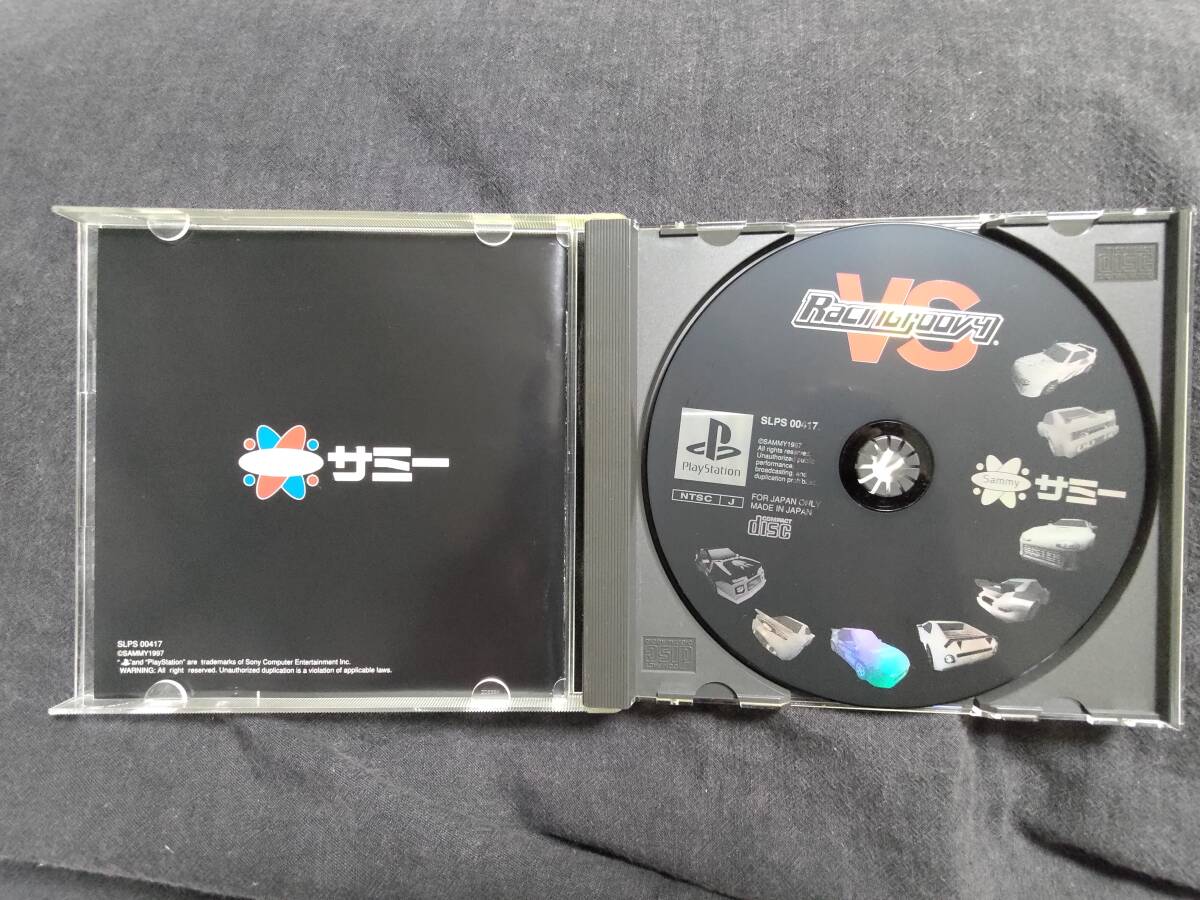 サミー
SLPS 00417
©SAMMY1997
" and "PlayStation" are trademarks of Sony Computer Entertainment Inc.
WARNING: All right reserved. Unauthorized duplication is a violation of applicable laws.
VS
RacinGroovy
PlayStation
NTSC J
SLPS 00417
©SAMMY1997
All rights reserved.
Unauthorized public
performance,
broadcasting, and
duplication prohibited.
FOR JAPAN ONLY
MADE IN JAPAN
COMPACT
disc
Sammy サミー
DISC